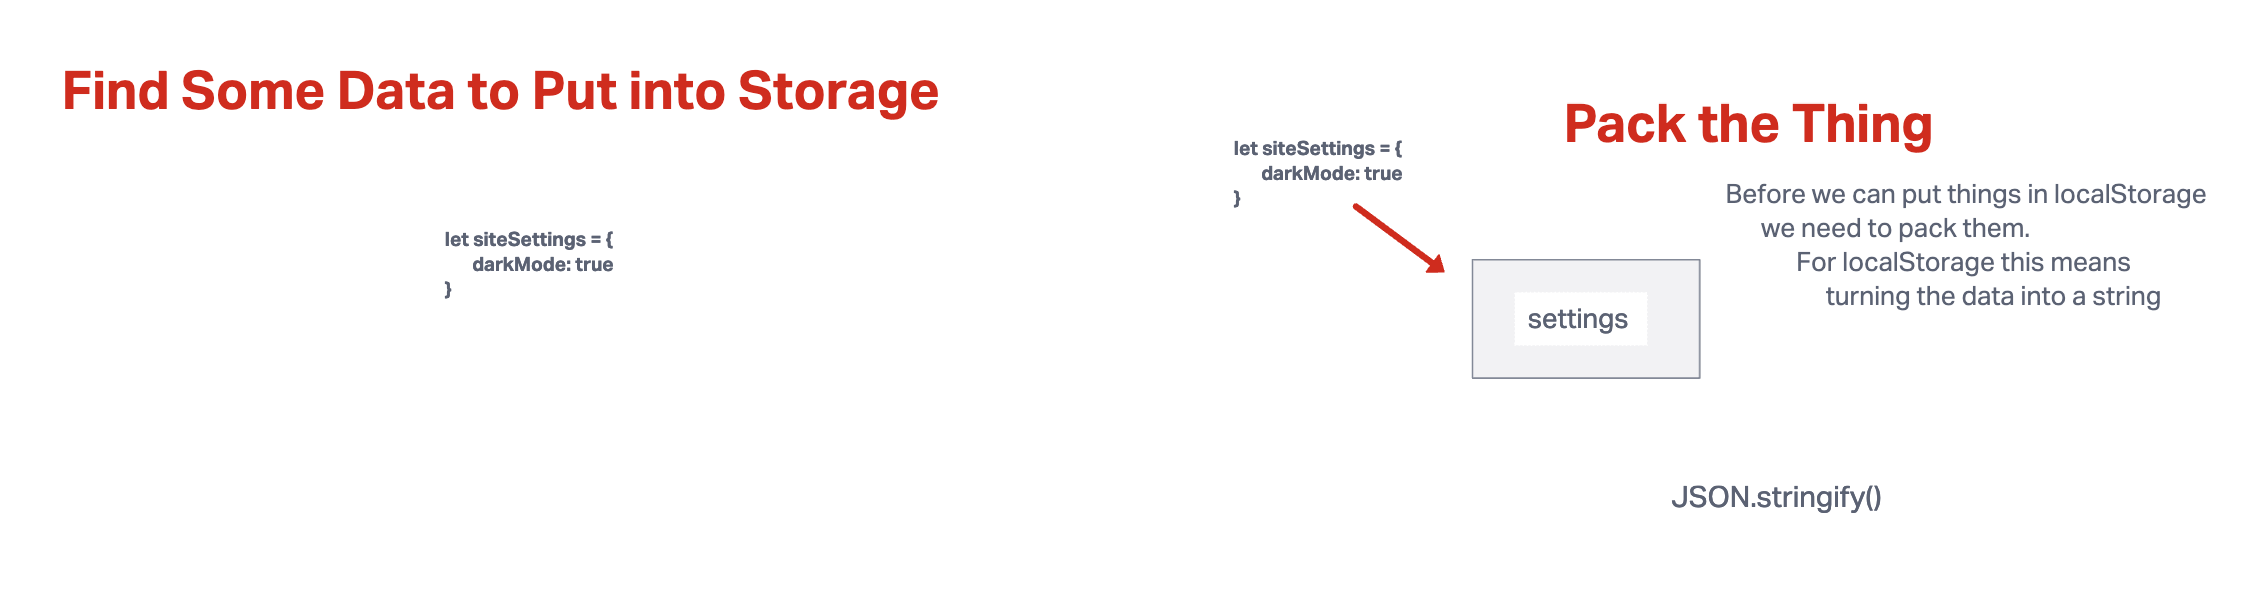 Find Some Data to Put into Storage
let siteSettings = {
darkMode: true
}
Pack the Thing
let siteSettings = {
darkMode: true
}
Before we can put things in localStorage
we need to pack them.
For localStorage this means
turning the data into a string
settings
JSON.stringify()